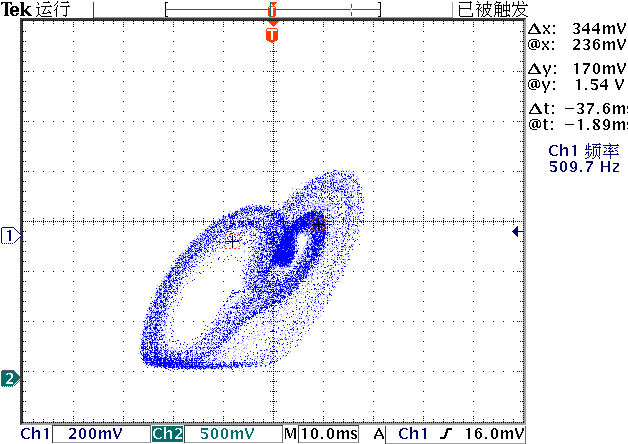 Tek 运行 已被触发
T
T
Δx: 344mV
@x: 236mV
Δy: 170mV
@y: 1.54 V
Δt: -37.6ms
@t: -1.89ms
Ch1 频率
509.7 Hz
1
2
Ch1 200mV Ch2 500mV M 10.0ms A Ch1 16.0mV